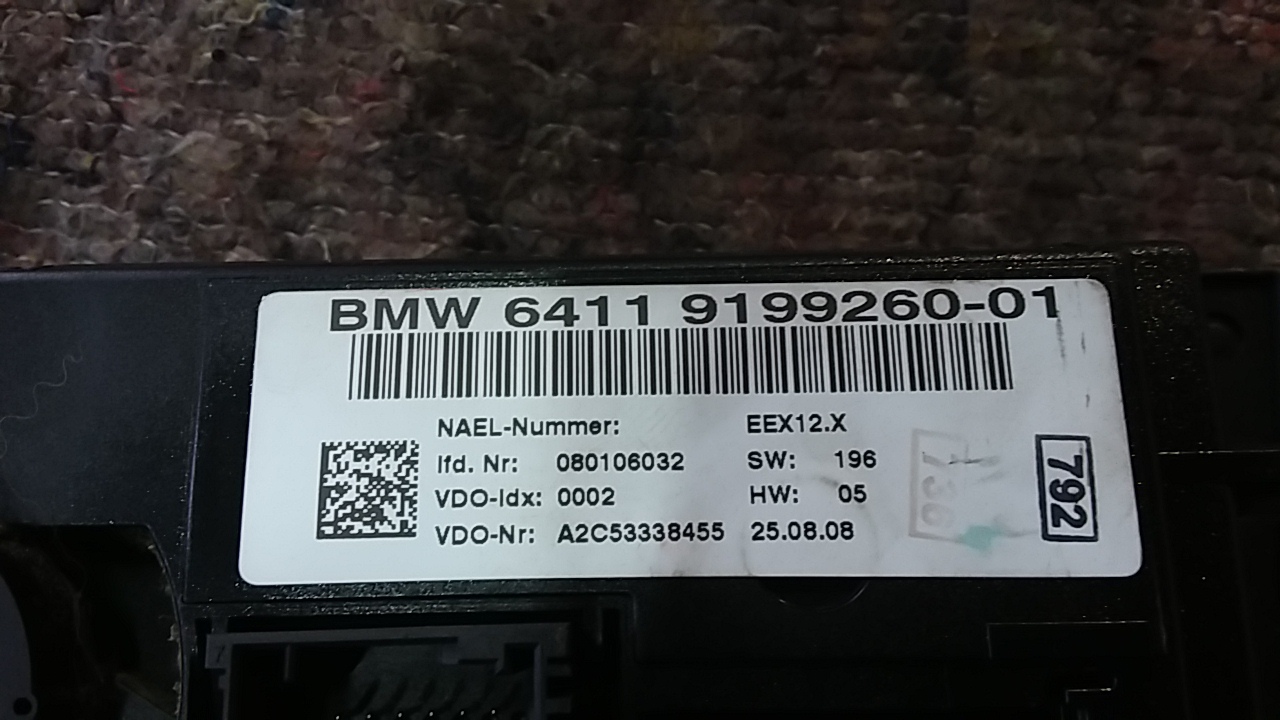 BMW 6411 9199260-01
NAEL-Nummer: EEX12.X
lfd. Nr: 080106032 SW: 196
VDO-Idx: 0002 HW: 05
VDO-Nr: A2C53338455 25.08.08
792